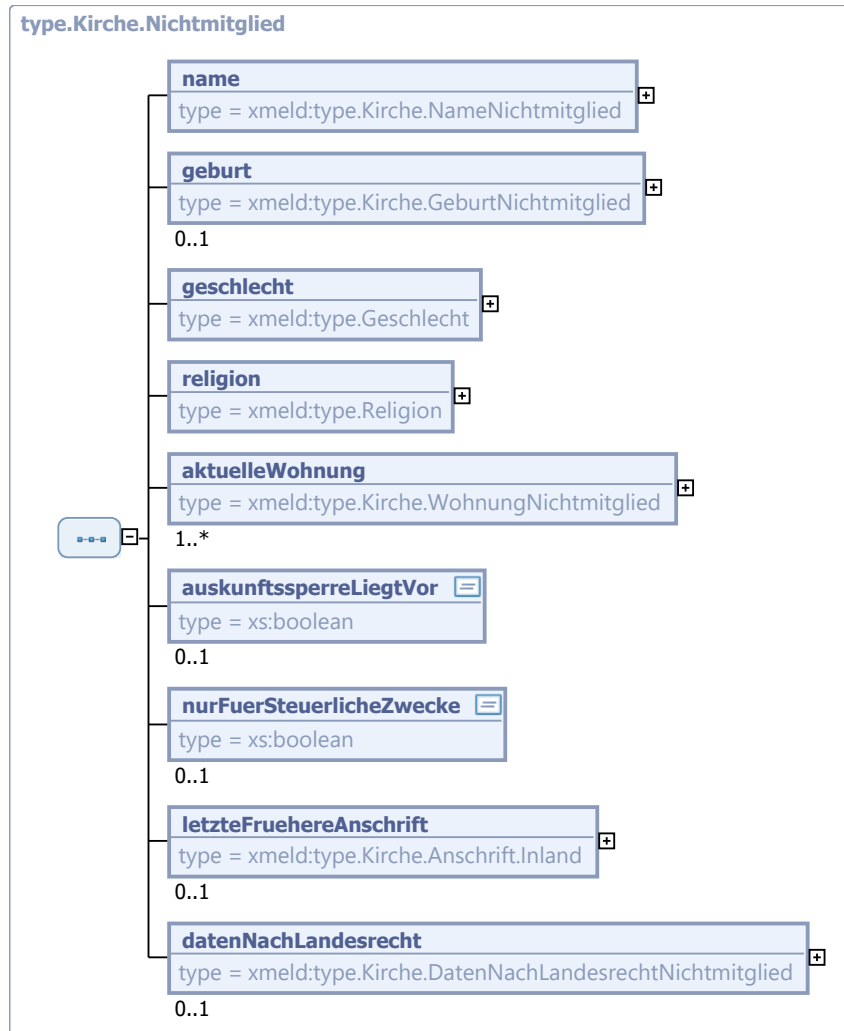 type.Kirche.Nichtmitglied
name
type = xmeld:type.Kirche.NameNichtmitglied
geburt
type = xmeld:type.Kirche.GeburtNichtmitglied
0..1
geschlecht
type = xmeld:type.Geschlecht
religion
type = xmeld:type.Religion
aktuelleWohnung
type = xmeld:type.Kirche.WohnungNichtmitglied
1..*
auskunftssperreLiegtVor
type = xs:boolean
0..1
nurFuerSteuerlicheZwecke
type = xs:boolean
0..1
letzteFruehereAnschrift
type = xmeld:type.Kirche.Anschrift.Inland
0..1
datenNachLandesrecht
type = xmeld:type.Kirche.DatenNachLandesrechtNichtmitglied
0..1